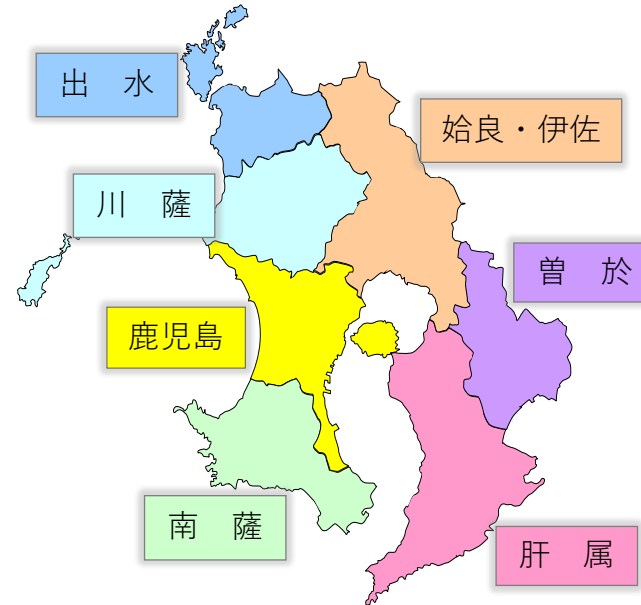 出　水
姶良・伊佐
川　薩
曽　於
鹿児島
南　薩
肝　属